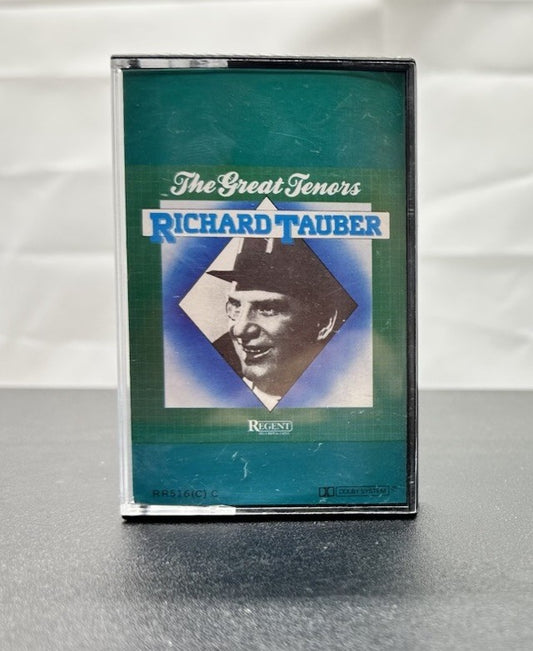 The Great Tenors
RICHARD TAUBER
REGENT
RR516(C) C
DOLBY SYSTEM